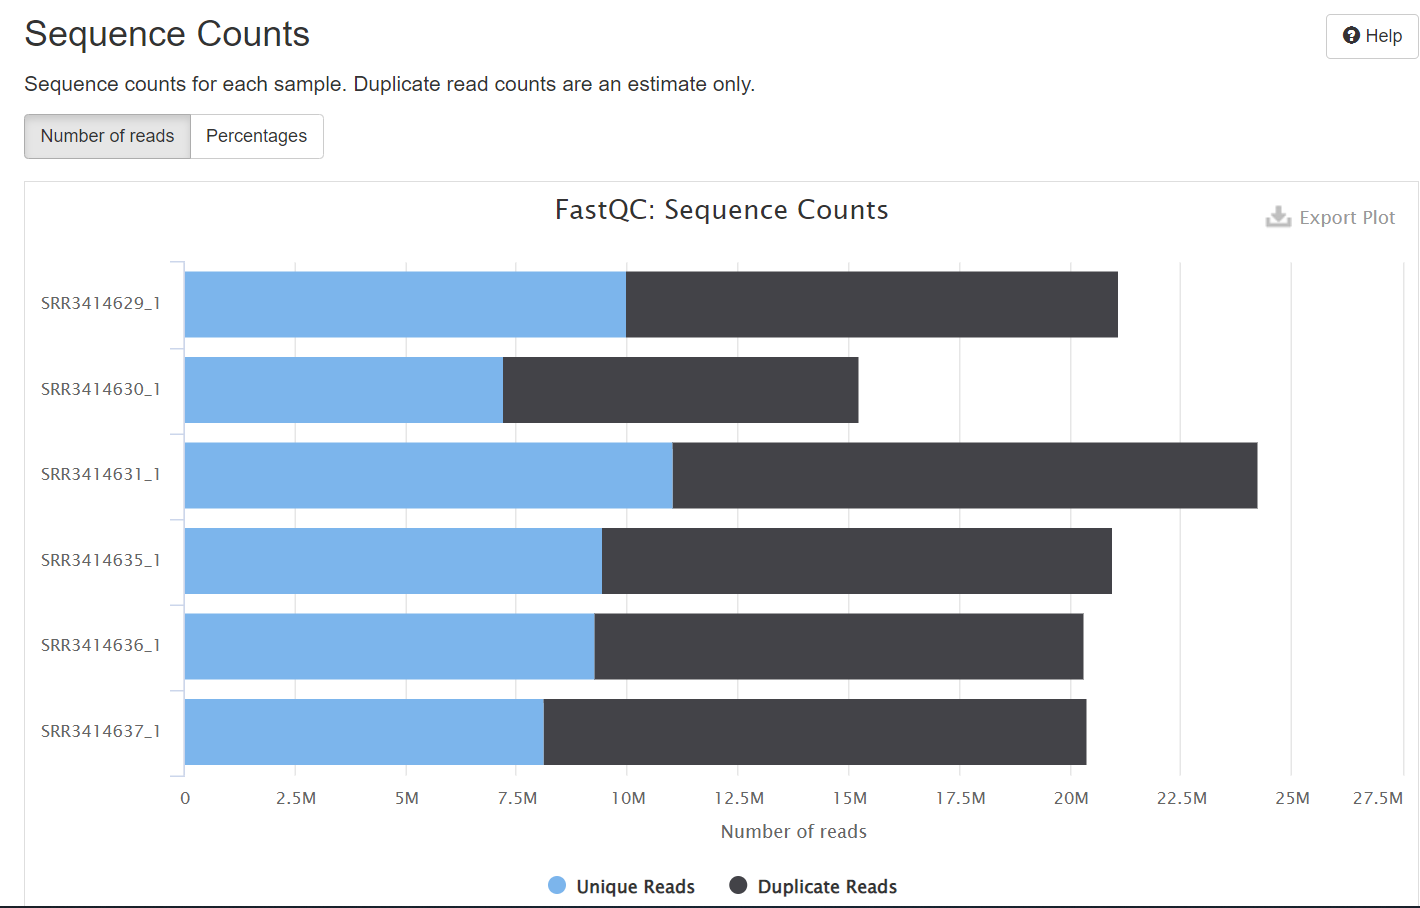 Sequence Counts
Help
Sequence counts for each sample. Duplicate read counts are an estimate only.
Number of reads Percentages
FastQC: Sequence Counts
Export Plot
SRR3414629_1
SRR3414630_1
SRR3414631_1
SRR3414635_1
SRR3414636_1
SRR3414637_1
0 2.5M 5M 7.5M 10M 12.5M 15M 17.5M 20M 22.5M 25M 27.5M
Number of reads
Unique Reads Duplicate Reads